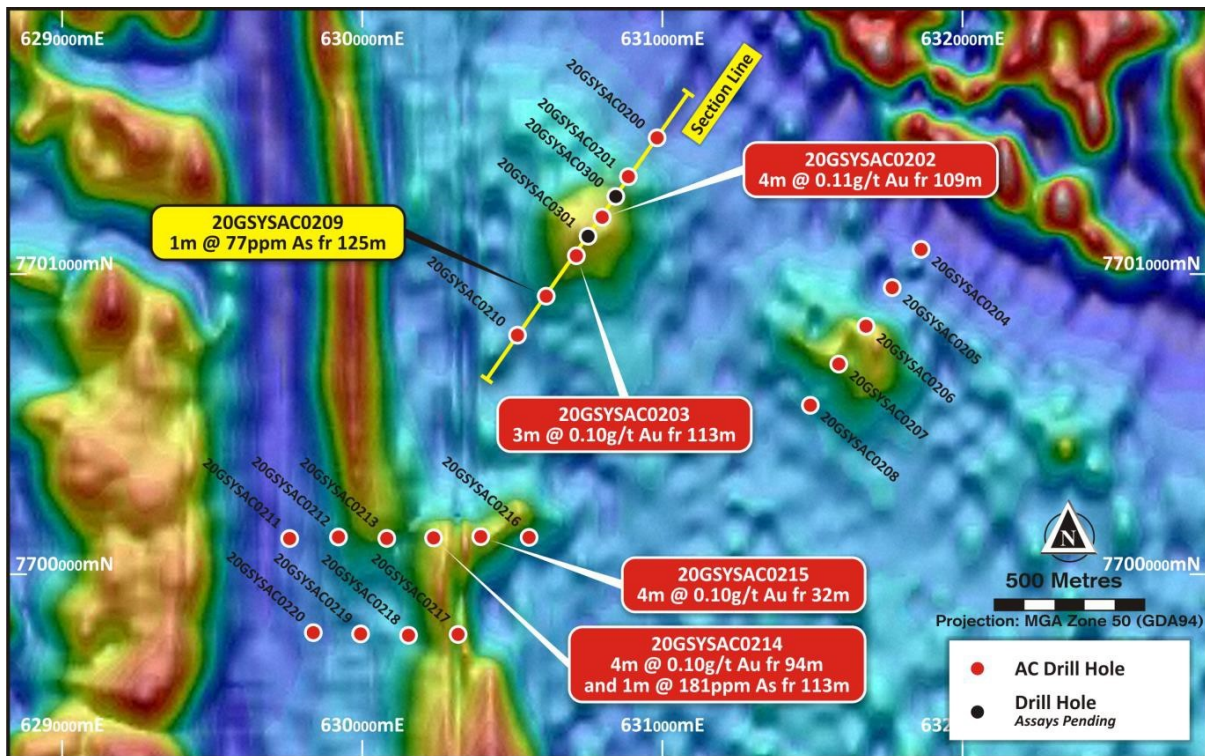 629000mE
630000mE
631000mE
632000mE
20GSYSAC0200
Section Line
20GSYSAC0201
20GSYSAC0300
20GSYSAC0301
20GSYSAC0202
4m @ 0.11g/t Au fr 109m
20GSYSAC0209
1m @ 77ppm As fr 125m
20GSYSAC0210
7701000mN
7701000mN
20GSYSAC0204
20GSYSAC0205
20GSYSAC0206
20GSYSAC0207
20GSYSAC0208
20GSYSAC0203
3m @ 0.10g/t Au fr 113m
20GSYSAC0211
20GSYSAC0212
20GSYSAC0213
20GSYSAC0216
7700000mN
7700000mN
20GSYSAC0220
20GSYSAC0219
20GSYSAC0218
20GSYSAC0217
20GSYSAC0215
4m @ 0.10g/t Au fr 32m
20GSYSAC0214
4m @ 0.10g/t Au fr 94m
and 1m @ 181ppm As fr 113m
N
500 Metres
Projection: MGA Zone 50 (GDA94)
AC Drill Hole
Drill Hole
Assays Pending
629000mE
630000mE
631000mE